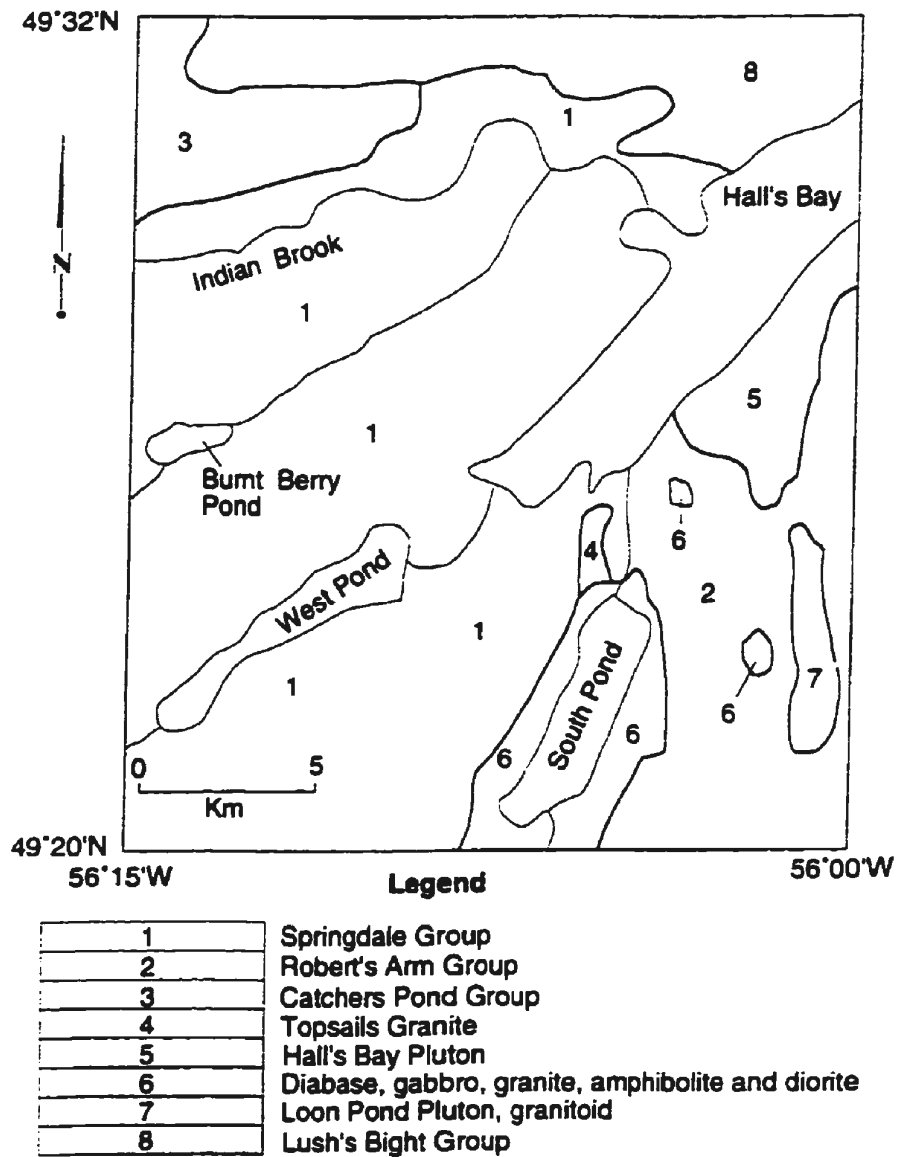 49°32'N
8
1
3
Hall's Bay
N
Indian Brook
1
5
1
Burnt Berry
Pond
6
4
West Pond
2
1
1
South Pond
7
6
6
6
0 5
Km
49°20'N
56°15'W
56°00'W
Legend
1 Springdale Group
2 Robert's Arm Group
3 Catchers Pond Group
4 Topsails Granite
5 Hall's Bay Pluton
6 Diabase, gabbro, granite, amphibolite and diorite
7 Loon Pond Pluton, granitoid
8 Lush's Bight Group